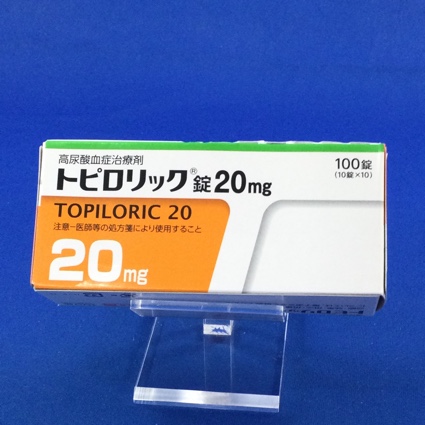 高尿酸血症治療剤
トピロリック®錠20mg
100錠
(10錠×10)
TOPILORIC 20
注意-医師等の処方箋により使用すること
20mg